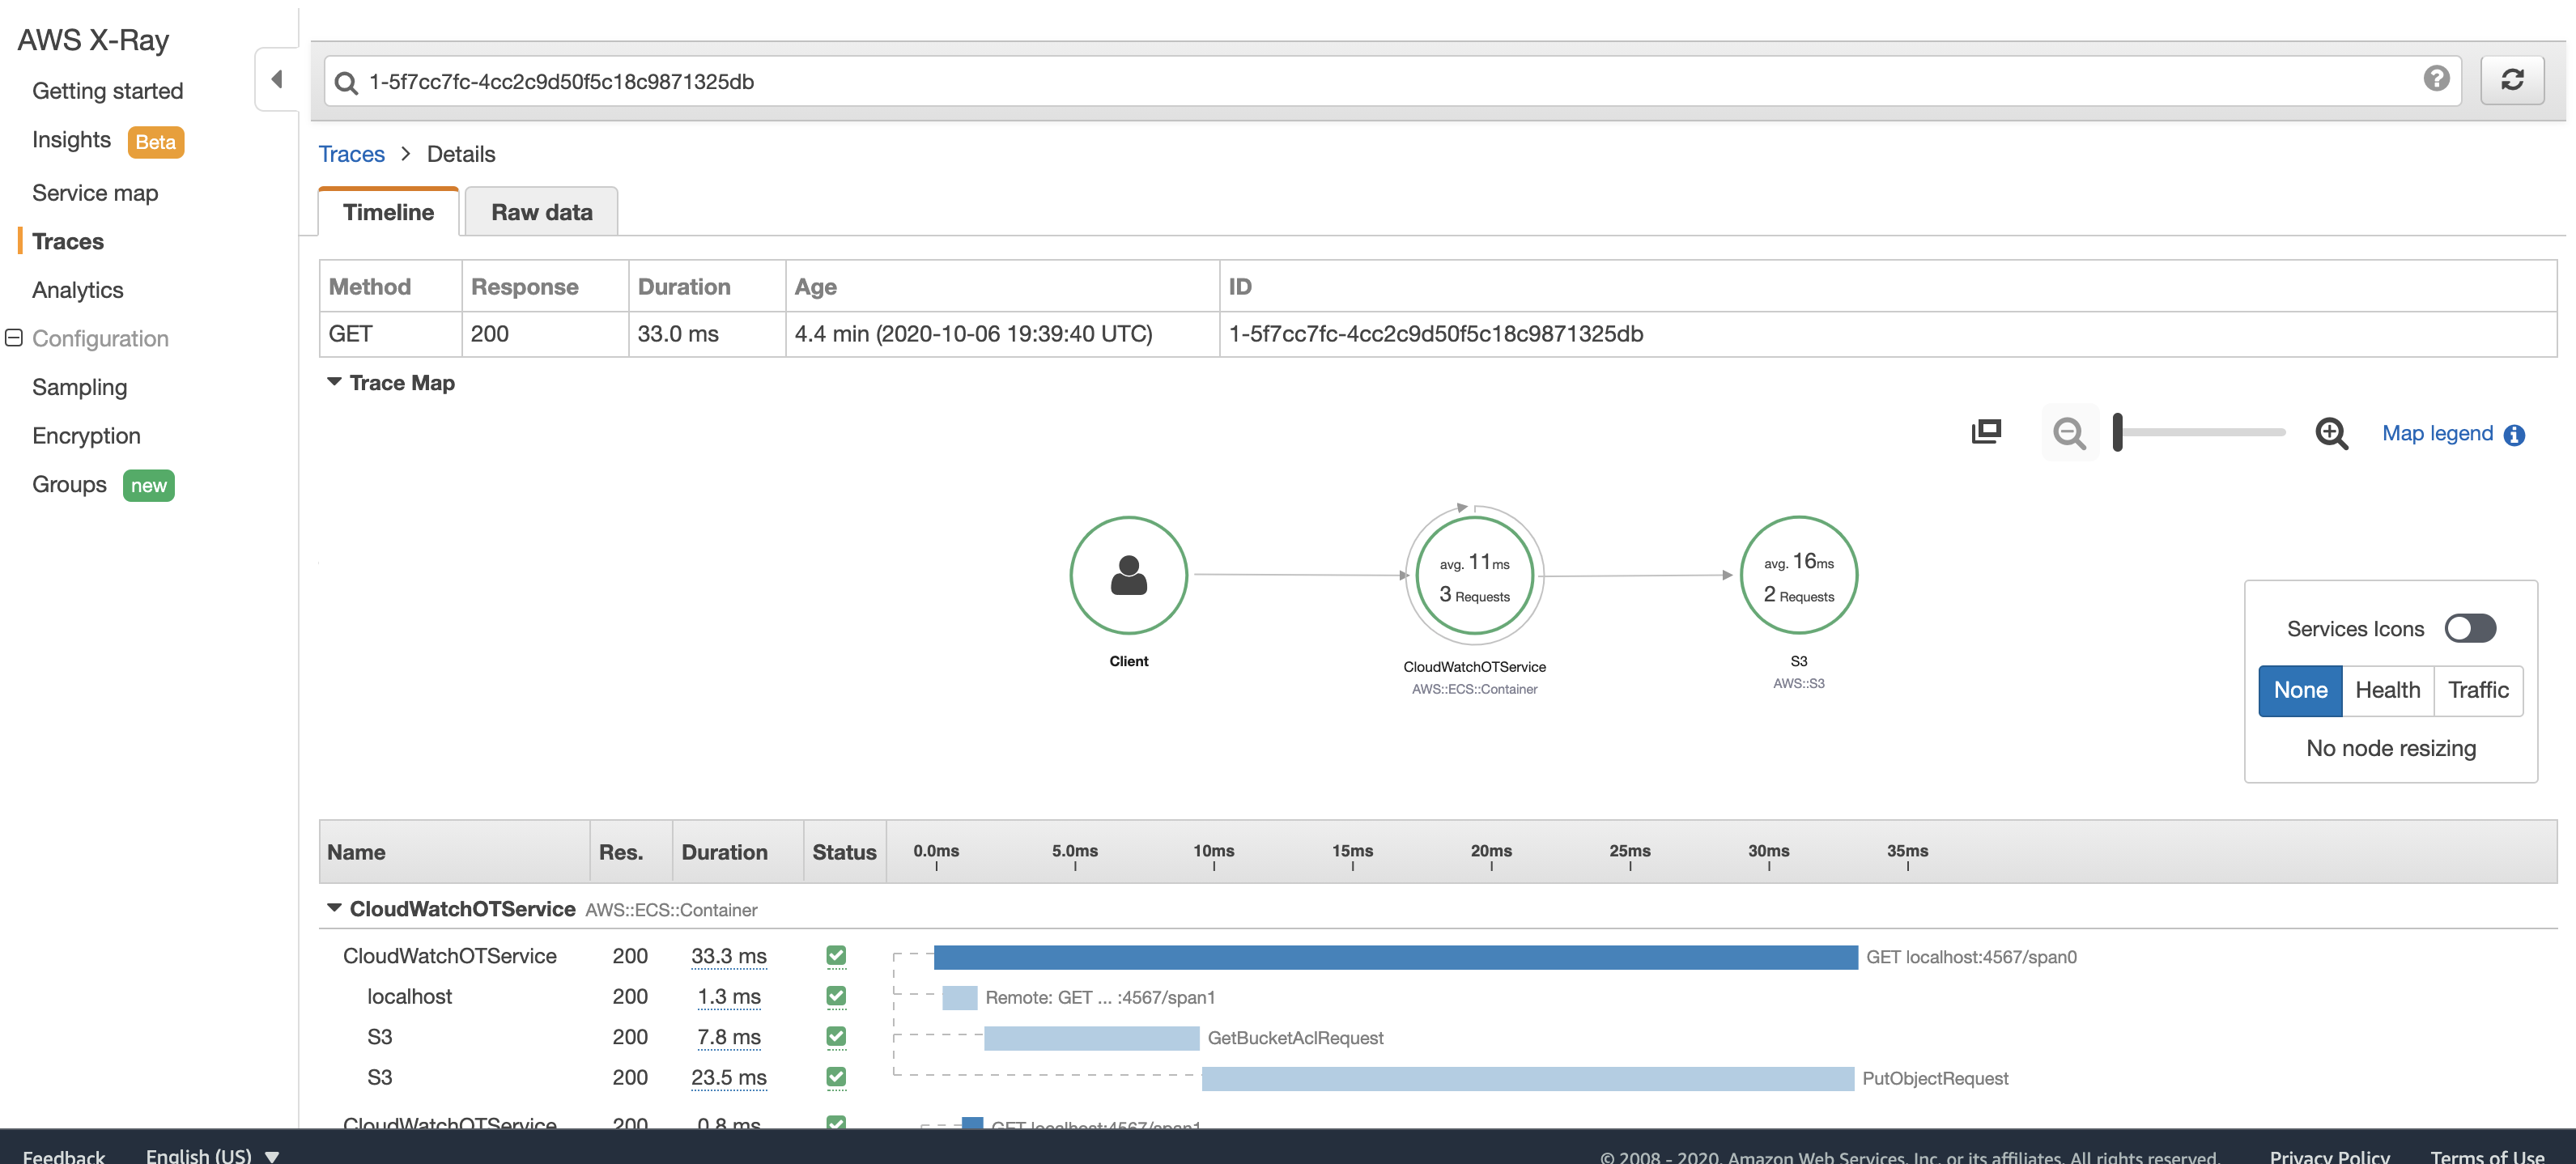 AWS X-Ray
Getting started
Insights Beta
Service map
Traces
Analytics
Configuration
Sampling
Encryption
Groups new
1-5f7cc7fc-4cc2c9d50f5c18c9871325db
Traces > Details
Timeline Raw data
Method Response Duration Age ID
GET 200 33.0 ms 4.4 min (2020-10-06 19:39:40 UTC) 1-5f7cc7fc-4cc2c9d50f5c18c9871325db
Trace Map
Map legend
avg. 11ms
3 Requests
avg. 16ms
2 Requests
Client
CloudWatchOTService
AWS::ECS::Container
S3
AWS::S3
Services Icons
None Health Traffic
No node resizing
Name Res. Duration Status 0.0ms 5.0ms 10ms 15ms 20ms 25ms 30ms 35ms
CloudWatchOTService AWS::ECS::Container
CloudWatchOTService 200 33.3 ms GET localhost:4567/span0
localhost 200 1.3 ms Remote: GET ... :4567/span1
S3 200 7.8 ms GetBucketAclRequest
S3 200 23.5 ms PutObjectRequest
CloudWatchOTService 200 0.8 ms GET localhost:4567/span1
Feedback English (US) © 2008 - 2020, Amazon Web Services, Inc. or its affiliates. All rights reserved. Privacy Policy Terms of Use